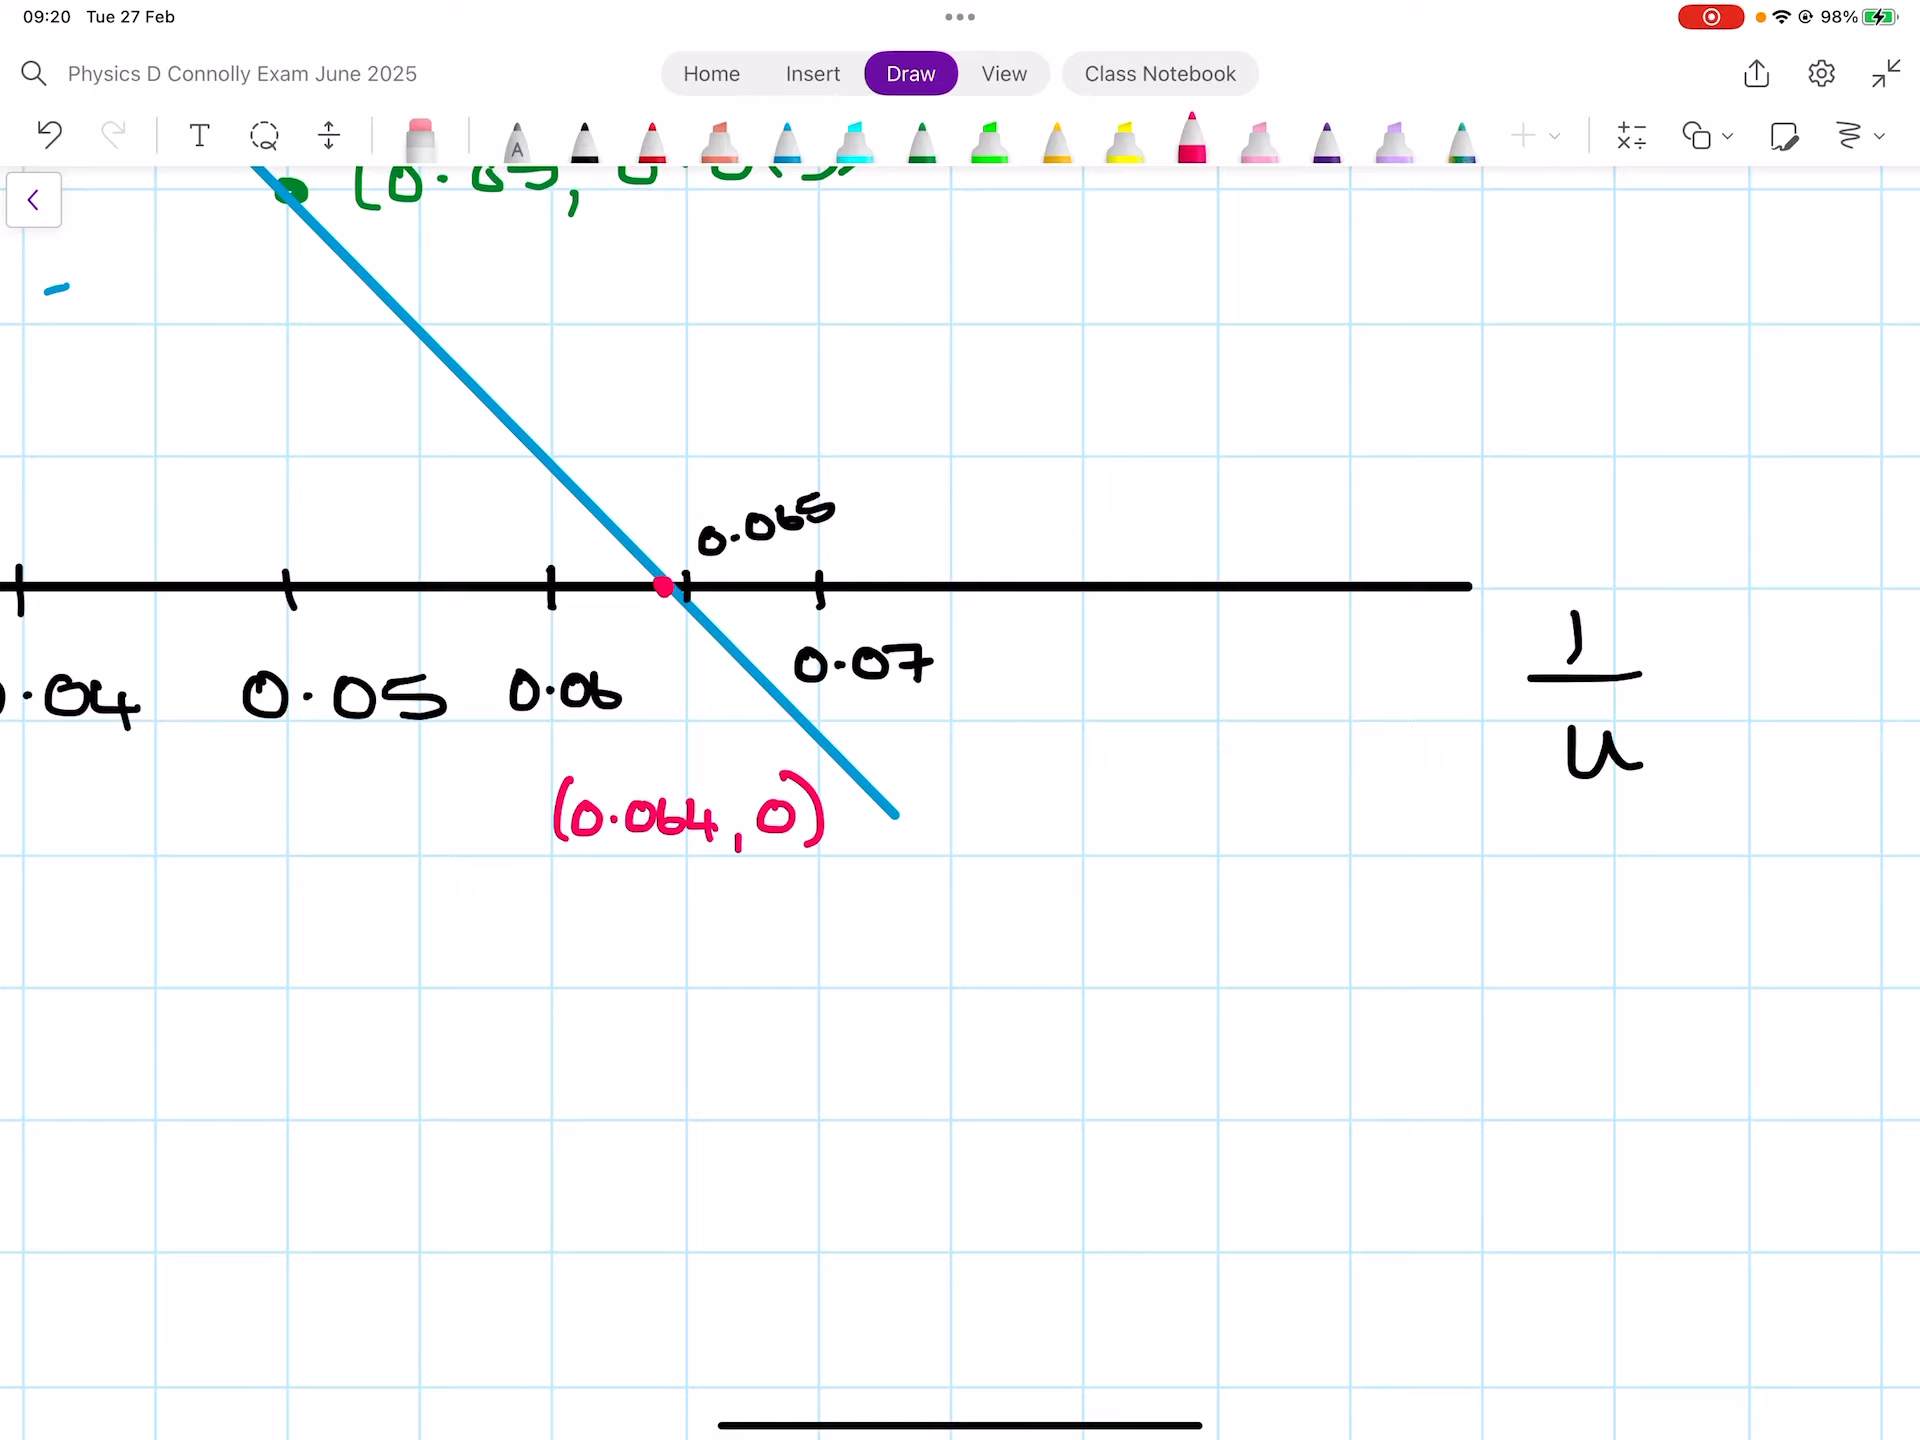 09:20 Tue 27 Feb
98%
Physics D Connolly Exam June 2025
Home Insert Draw View Class Notebook
T
A
0.065
.04 0.05 0.06 0.07
1
u
(0.064, 0)